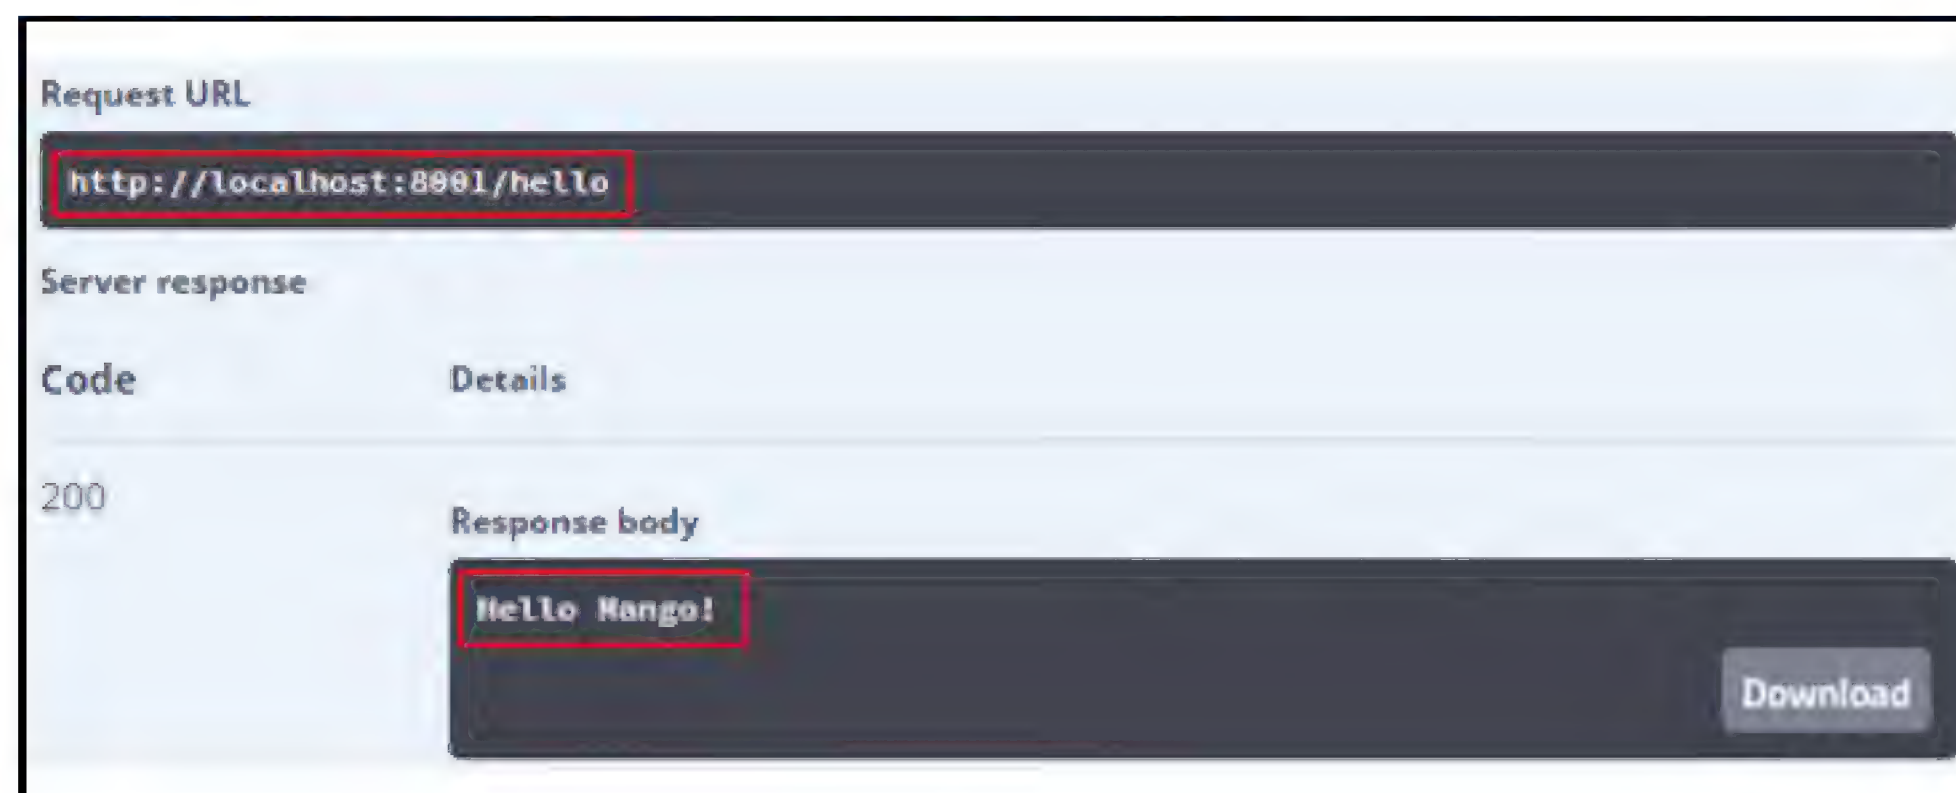 Request URL
http://localhost:8001/hello
Server response
Code Details
200
Response body
Hello Mango!
Download